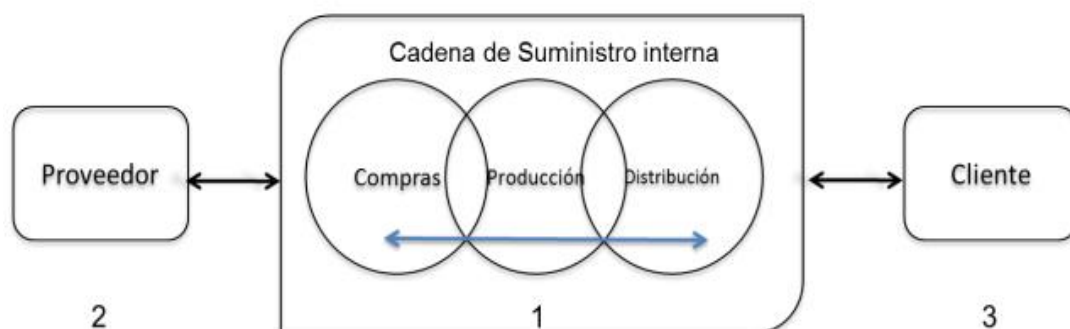 Cadena de Suministro interna
Proveedor
Compras
Producción
Distribución
Cliente
2
1
3